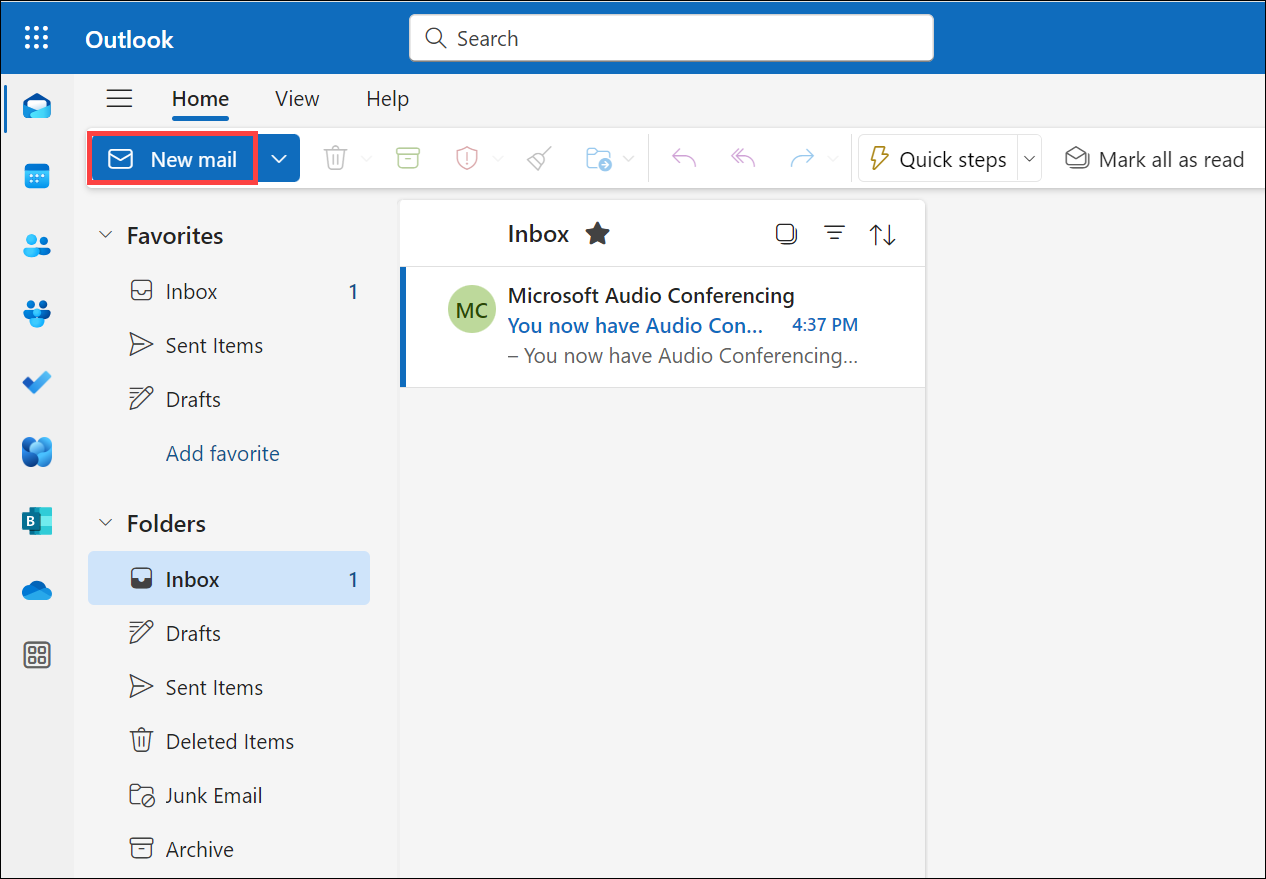 Outlook
Search
Home View Help
New mail Quick steps Mark all as read
Favorites
Inbox 1
Sent Items
Drafts
Add favorite
Folders
Inbox 1
Drafts
Sent Items
Deleted Items
Junk Email
Archive
Inbox
MC
Microsoft Audio Conferencing
You now have Audio Con... 4:37 PM
– You now have Audio Conferencing...
B